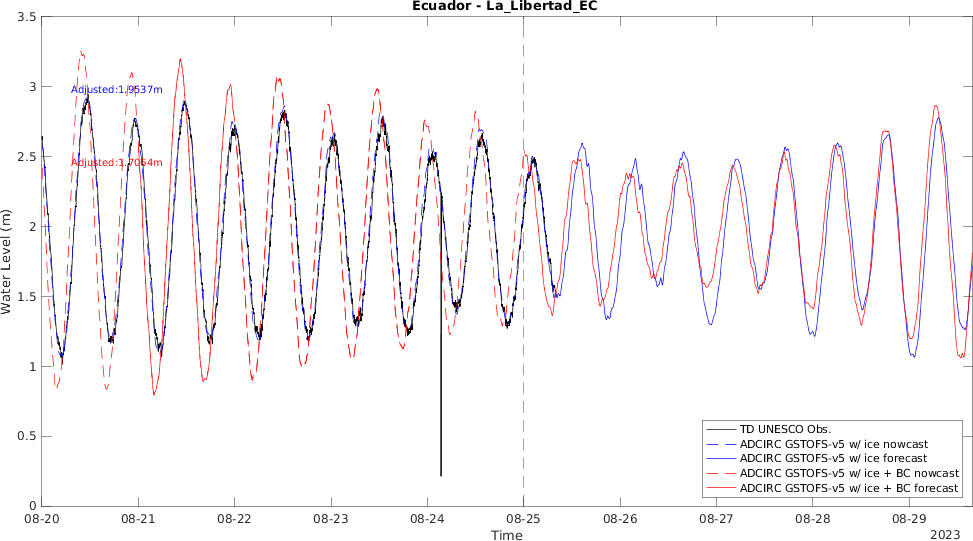 Ecuador - La_Libertad_EC
3.5
3
2.5
2
1.5
1
0.5
0
Water Level (m)
Adjusted:1.9537m
Adjusted:1.7064m
TD UNESCO Obs.
ADCIRC GSTOFS-v5 w/ ice nowcast
ADCIRC GSTOFS-v5 w/ ice forecast
ADCIRC GSTOFS-v5 w/ ice + BC nowcast
ADCIRC GSTOFS-v5 w/ ice + BC forecast
08-20 08-21 08-22 08-23 08-24 08-25 08-26 08-27 08-28 08-29
Time
2023